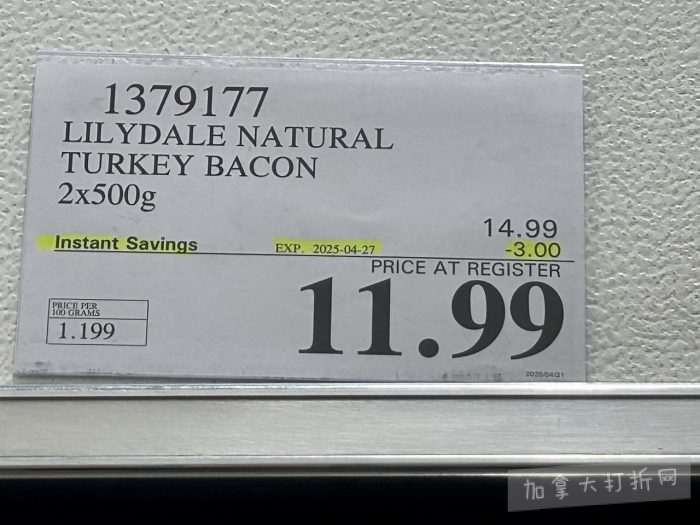 1379177
LILYDALE NATURAL
TURKEY BACON
2x500g
14.99
Instant Savings EXP. 2025-04-27 -3.00
PRICE AT REGISTER
11.99
PRICE PER
100 GRAMS
1.199
2025/04/21
加拿大打折网